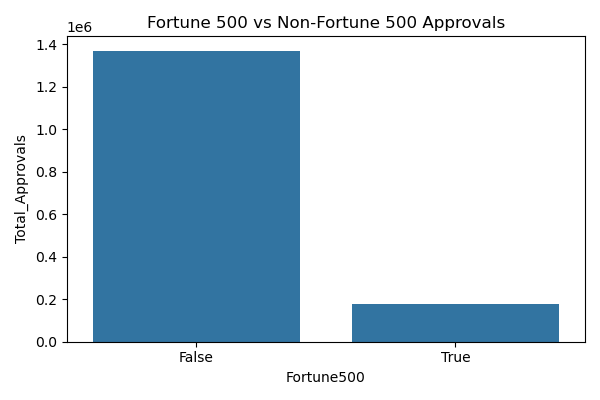 Fortune 500 vs Non-Fortune 500 Approvals
1e6
1.4
1.2
1.0
0.8
0.6
0.4
0.2
0.0
Total_Approvals
False
True
Fortune500